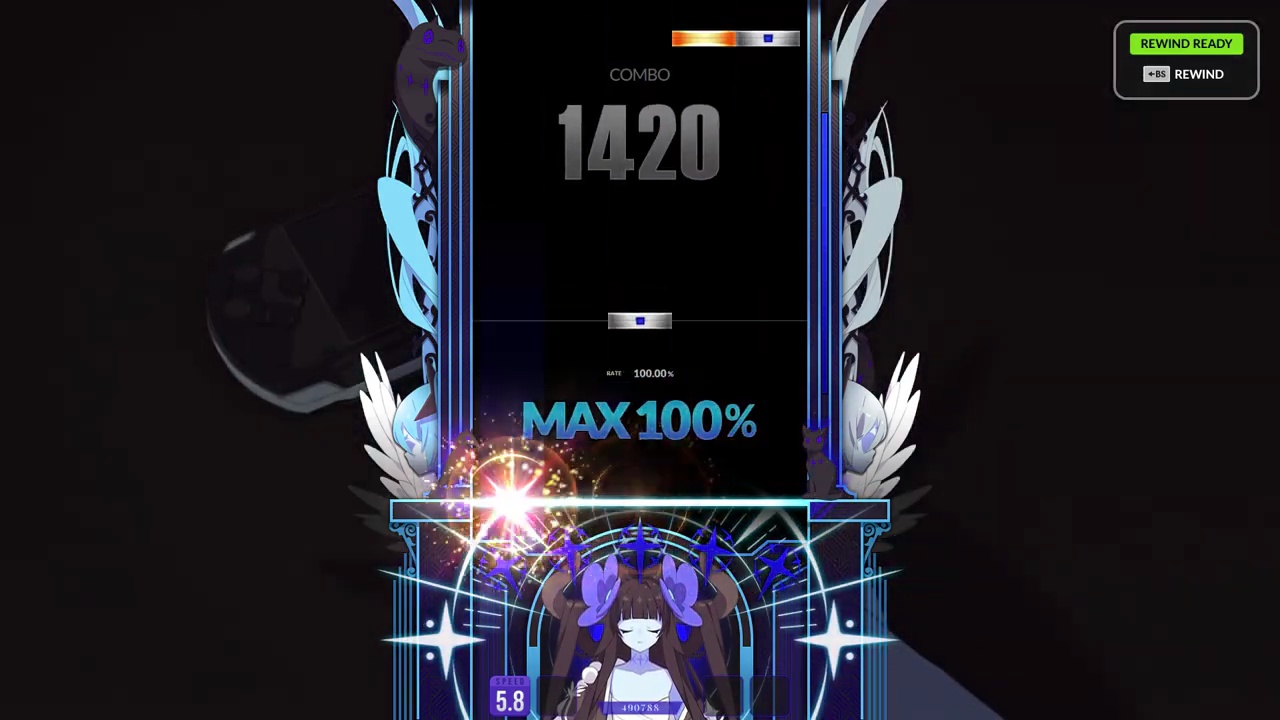 REWIND READY
←BS REWIND
COMBO
1420
RATE 100.00%
MAX 100%
SPEED
5.8
490788